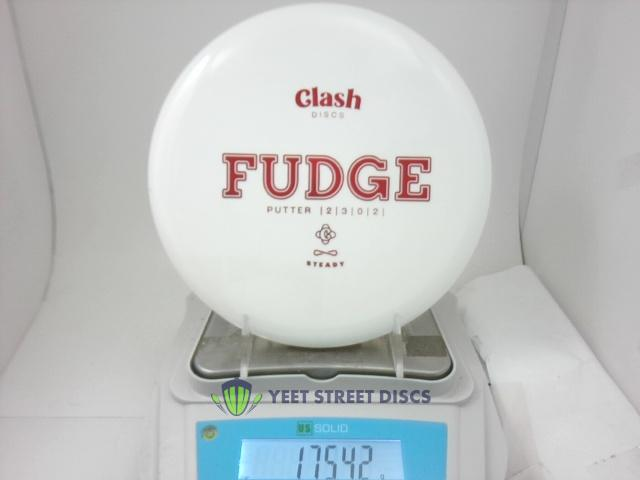 Clash
DISCS
FUDGE
PUTTER |2|3|0|2|
STEADY
YEET STREET DISCS
US SOLID
175.42 g